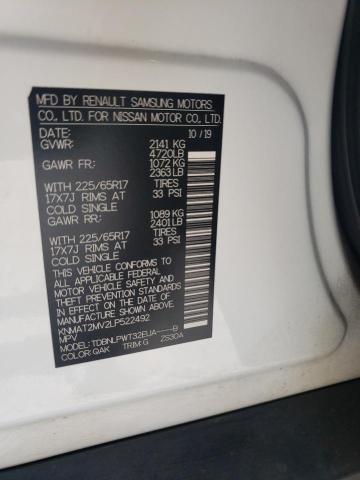 MFD BY RENAULT SAMSUNG MOTORS
CO., LTD. FOR NISSAN MOTOR CO., LTD.
DATE: 10/19
GVWR: 2141 KG
4720LB
GAWR FR: 1072 KG
2363 LB
WITH 225/65R17 TIRES
17X7J RIMS AT 33 PSI
COLD SINGLE
GAWR RR: 1089 KG
2401 LB
WITH 225/65R17 TIRES
17X7J RIMS AT 33 PSI
COLD SINGLE
THIS VEHICLE CONFORMS TO
ALL APPLICABLE FEDERAL
MOTOR VEHICLE SAFETY
STANDARDS IN EFFECT ON
THE DATE OF MANUFACTURE
SHOWN ABOVE.
KNMAT2MV2LP522492
MPV
MODEL: TDBNLPWT32EUA----B
COLOR: QAK TRIM: G ZS30A